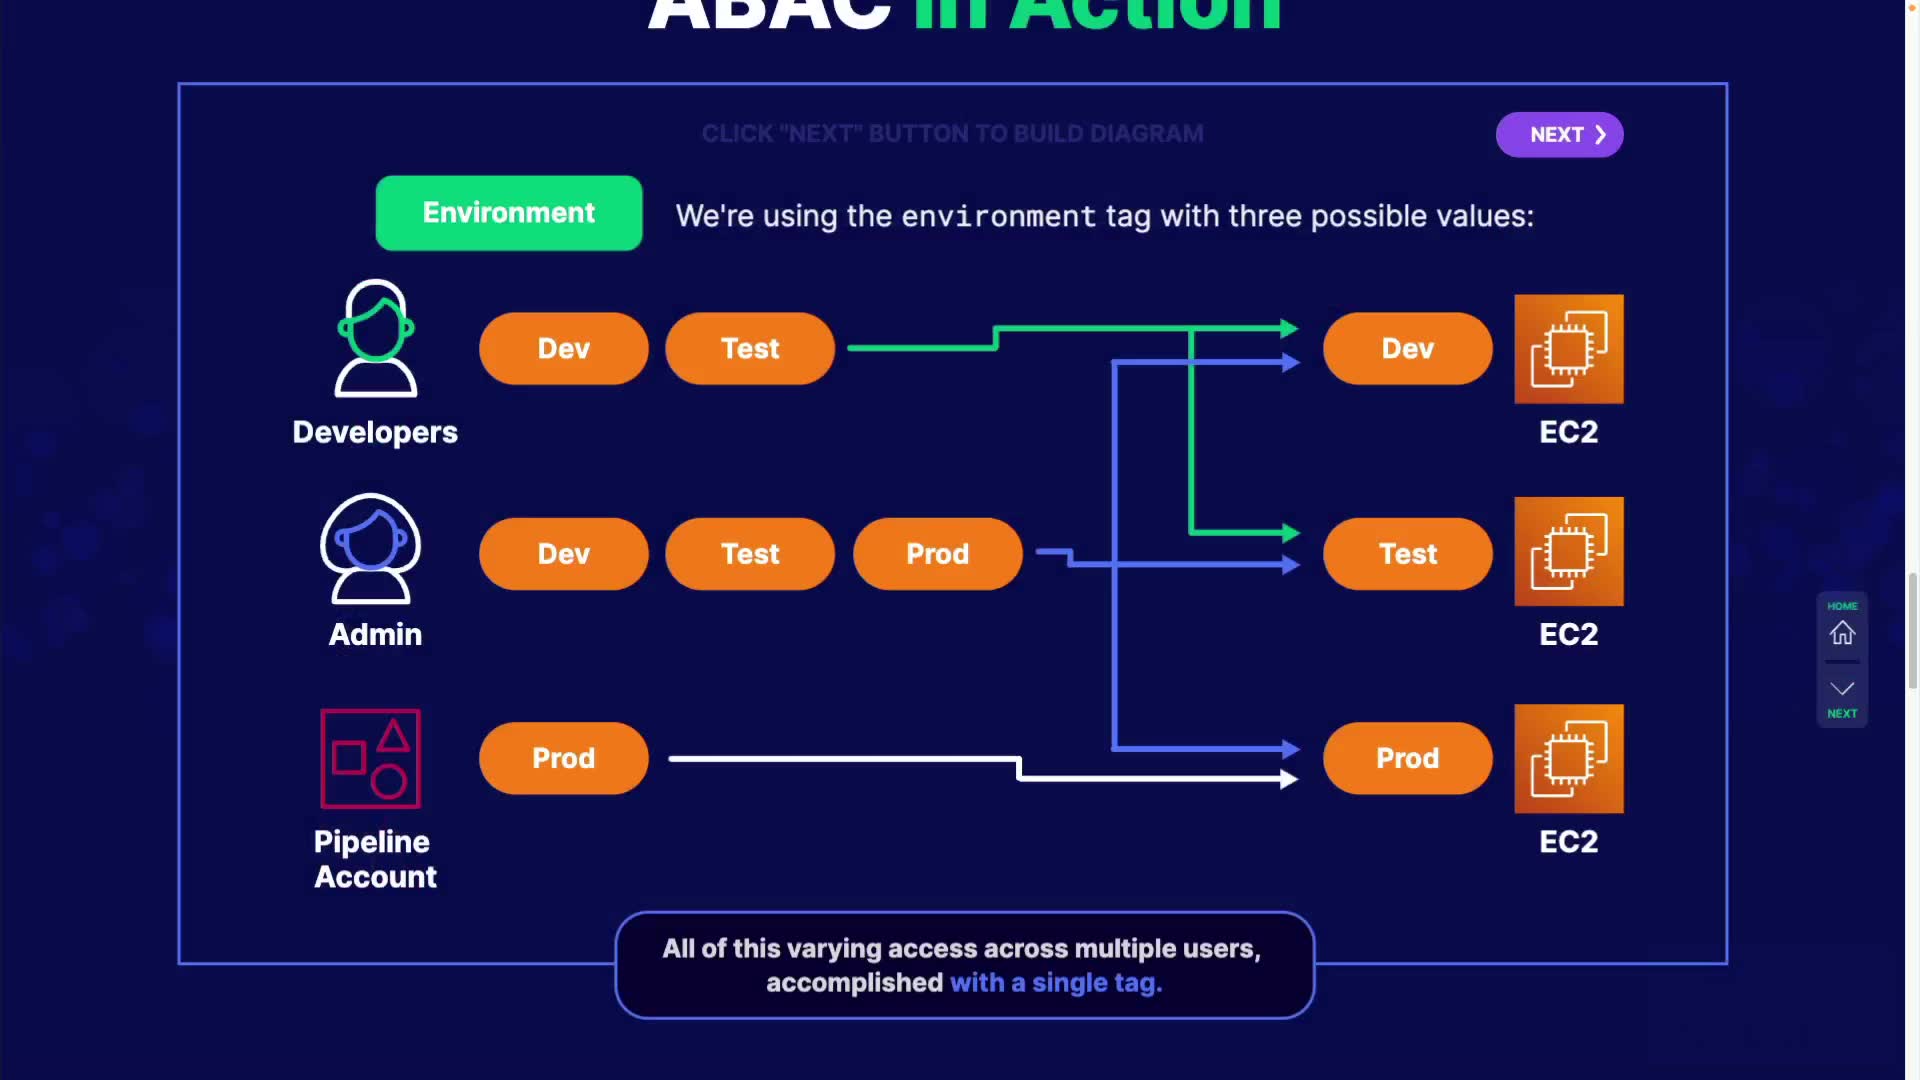 ABAC in Action
CLICK "NEXT" BUTTON TO BUILD DIAGRAM
NEXT
Environment
We're using the environment tag with three possible values:
Dev
Test
Dev
Developers
EC2
Dev
Test
Prod
Test
Admin
EC2
HOME
NEXT
Prod
Prod
Pipeline
Account
EC2
All of this varying access across multiple users,
accomplished with a single tag.